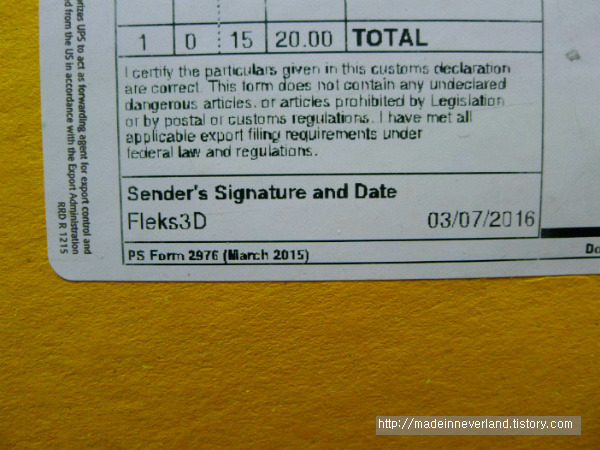 1 0 15 20.00 TOTAL
I certify the particulars given in this customs declaration
are correct. This form does not contain any undeclared
dangerous articles, or articles prohibited by Legislation
or by postal or customs regulations. I have met all
applicable export filing requirements under
federal law and regulations.
Sender's Signature and Date
Fleks3D 03/07/2016
PS Form 2976 (March 2015)
Do
rizes UPS to act as forwarding agent for export control and
d from the US in accordance with the Export Administration
RRD R 1215
http://madeinneverland.tistory.com